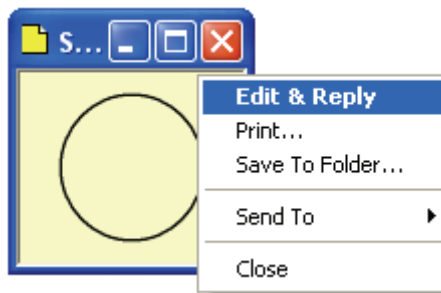 S...
Edit & Reply
Print...
Save To Folder...
Send To
Close